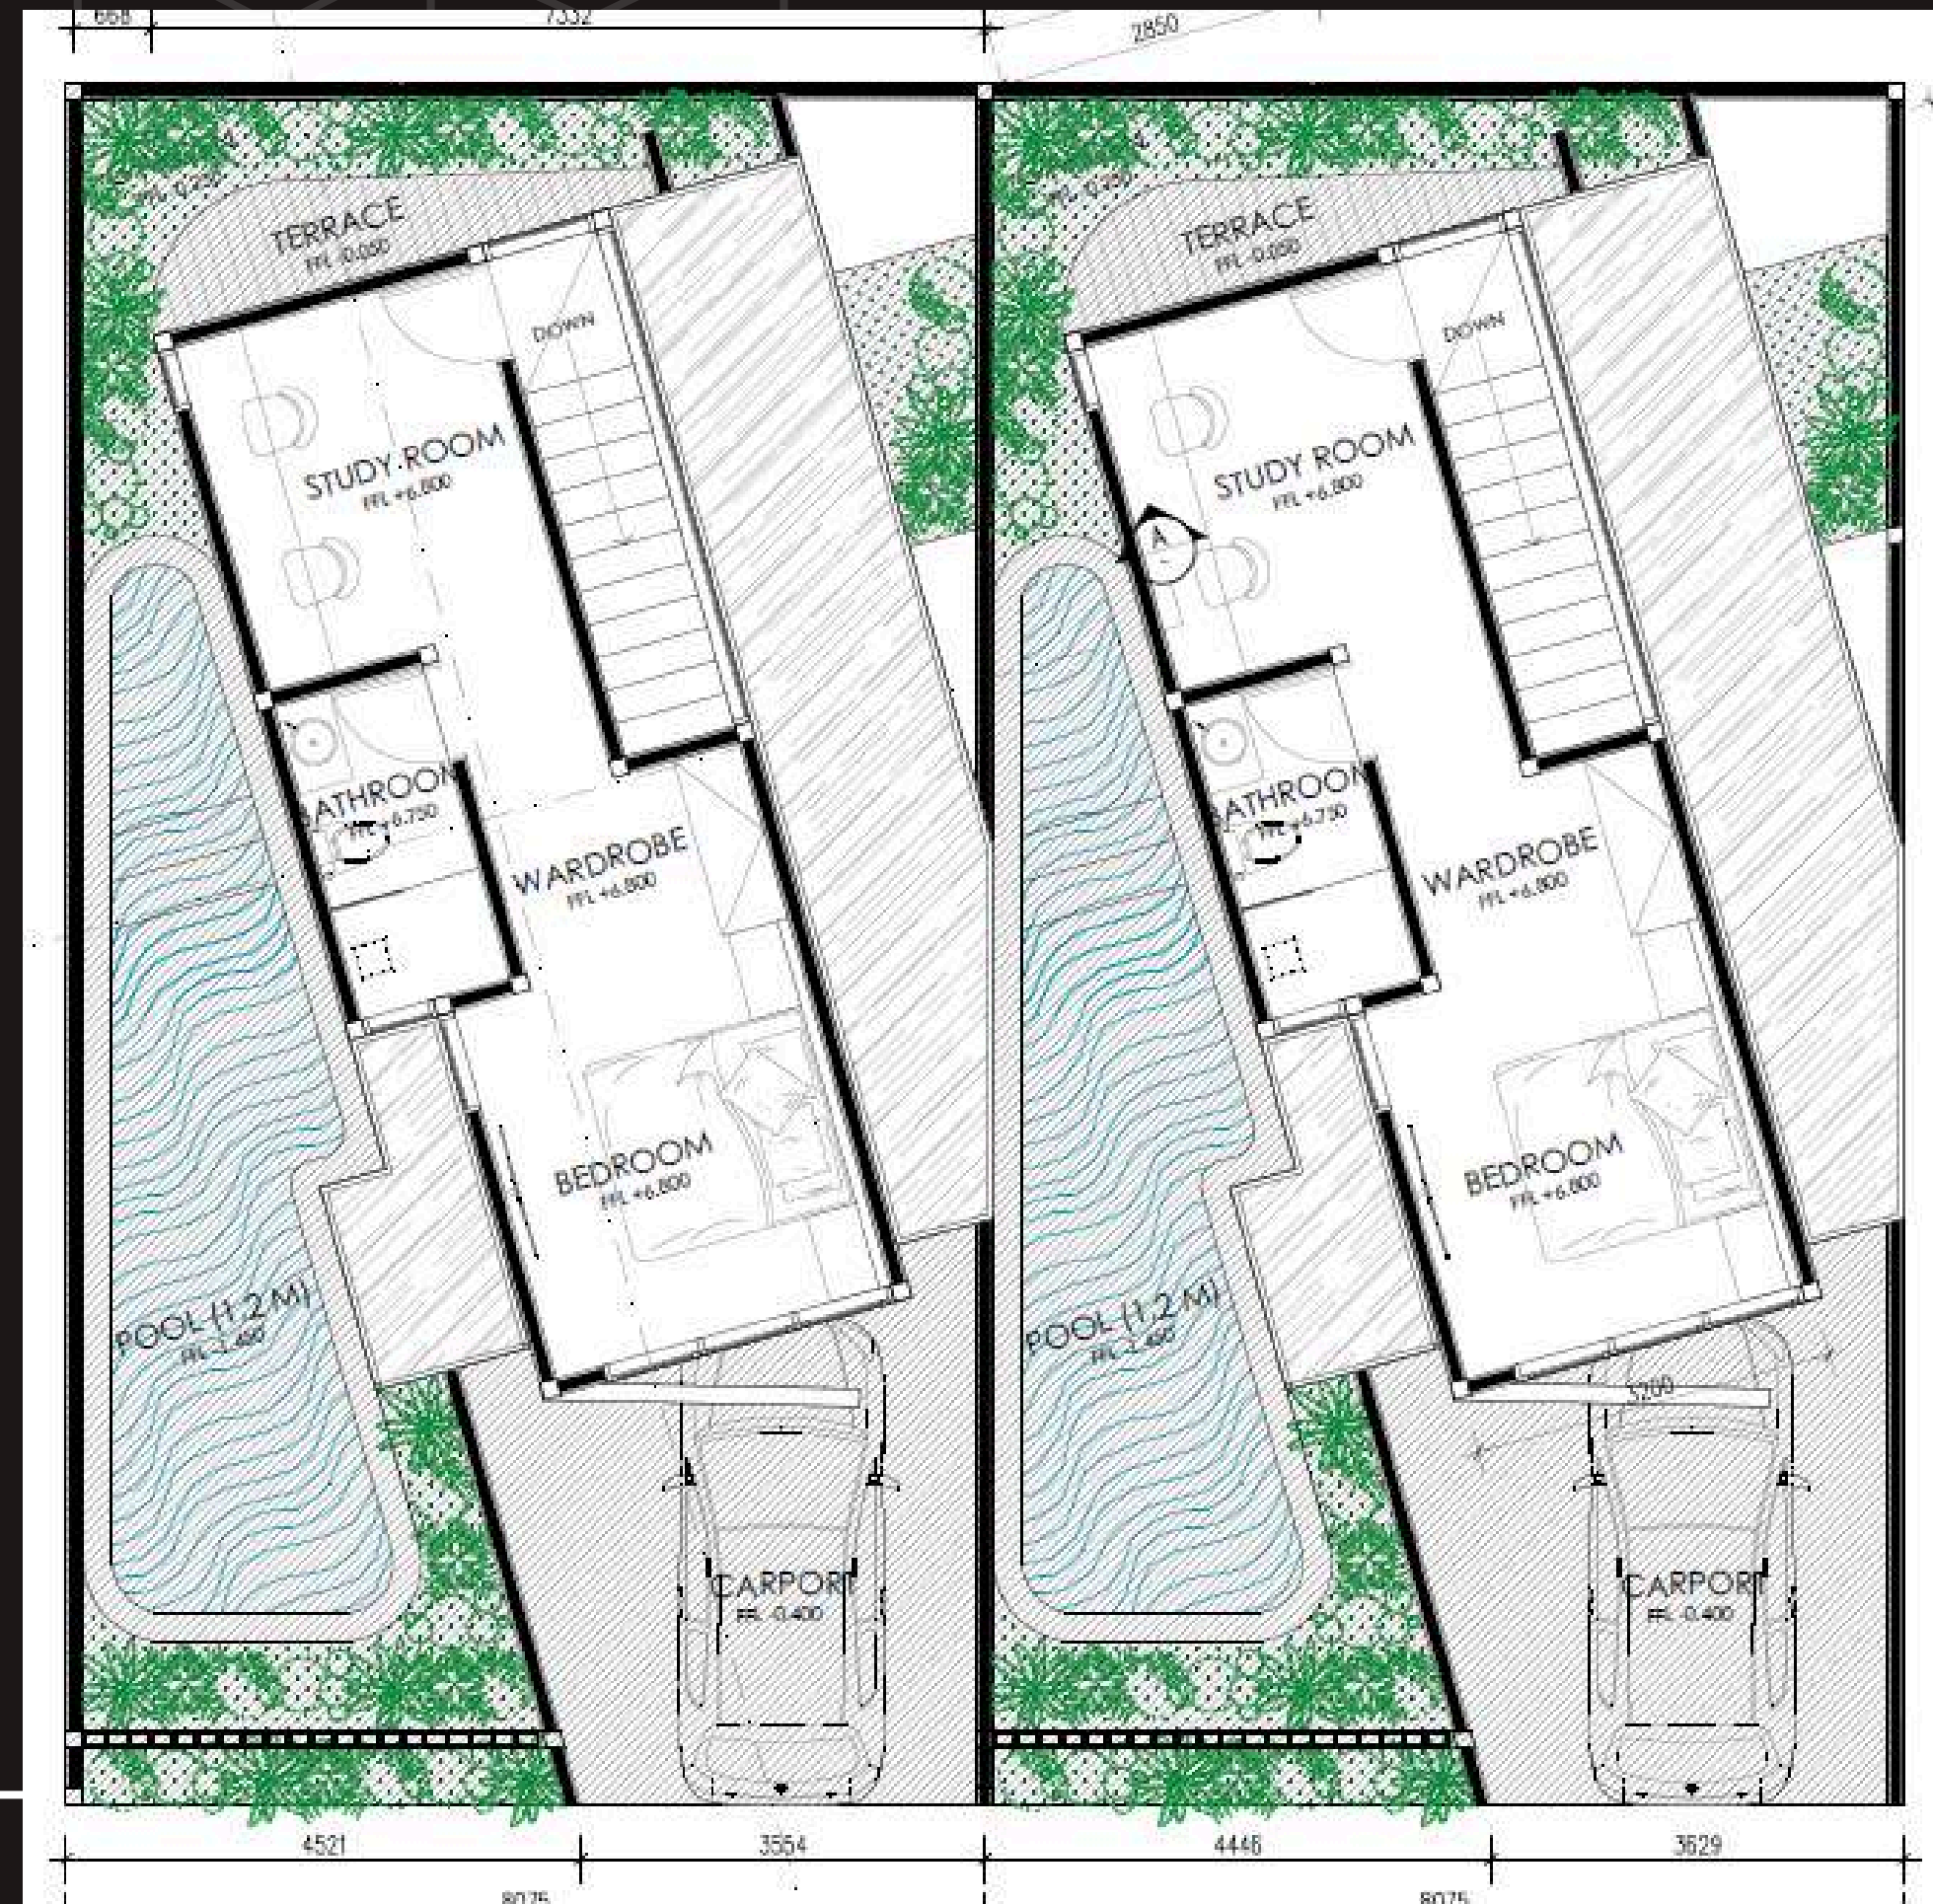 668
7332
2850
TERRACE
FFL -0.050
DOWN
STUDY ROOM
FFL +6.800
BATHROOM
FFL +6.750
WARDROBE
FFL +6.800
BEDROOM
FFL +6.800
POOL (1.2 M)
CARPORT
FFL -0.400
TERRACE
FFL -0.050
DOWN
STUDY ROOM
FFL +6.800
A
-
BATHROOM
FFL +6.750
WARDROBE
FFL +6.800
BEDROOM
FFL +6.800
POOL (1.2 M)
3200
CARPORT
FFL -0.400
4521
3554
4446
3629
8075
8075